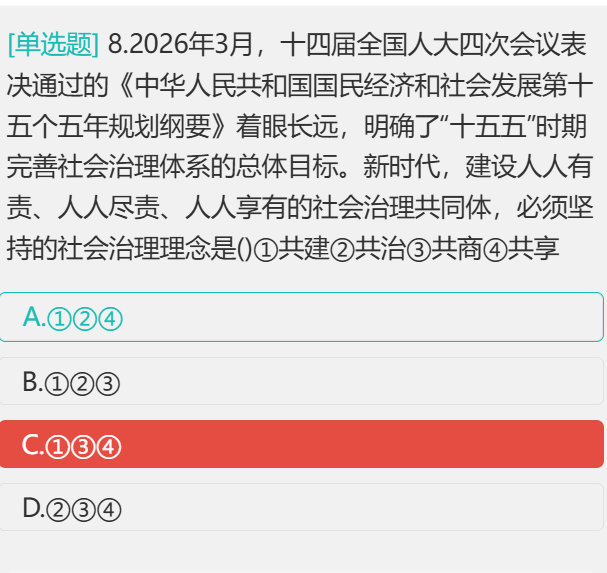 [单选题] 8.2026年3月，十四届全国人大四次会议表
决通过的《中华人民共和国国民经济和社会发展第十
五个五年规划纲要》着眼长远，明确了“十五五”时期
完善社会治理体系的总体目标。新时代，建设人人有
责、人人尽责、人人享有的社会治理共同体，必须坚
持的社会治理理念是()①共建②共治③共商④共享
A.①②④
B.①②③
C.①③④
D.②③④